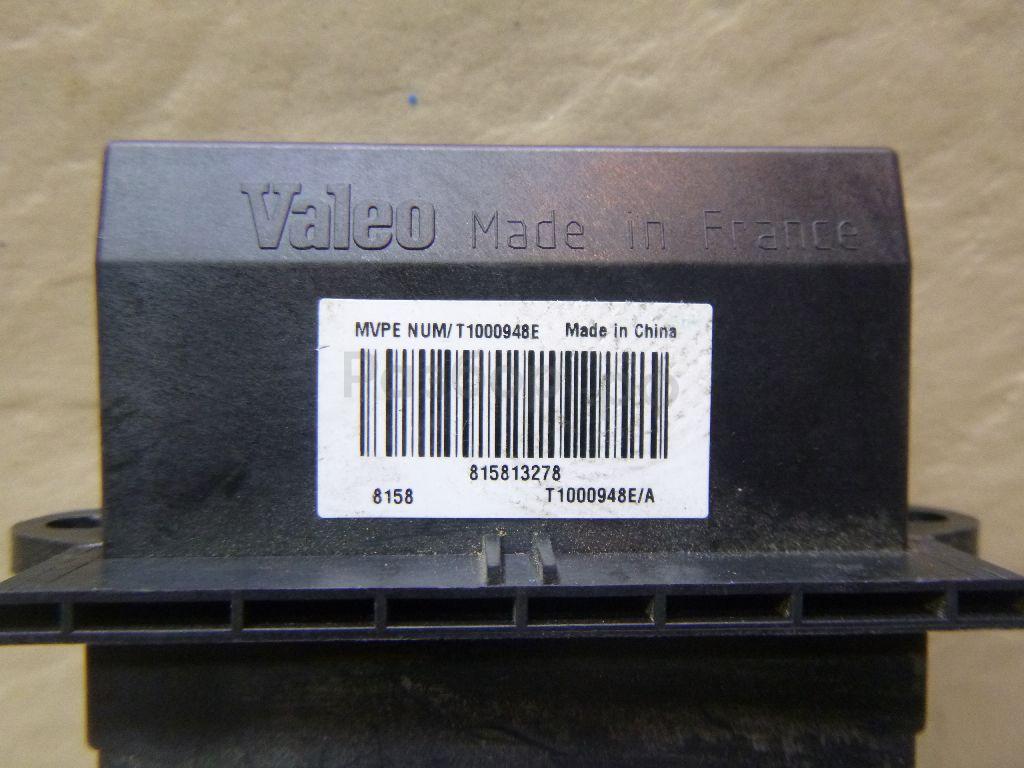 Valeo Made in France
MVPE NUM/T1000948E Made in China
815813278
8158 T1000948E/A